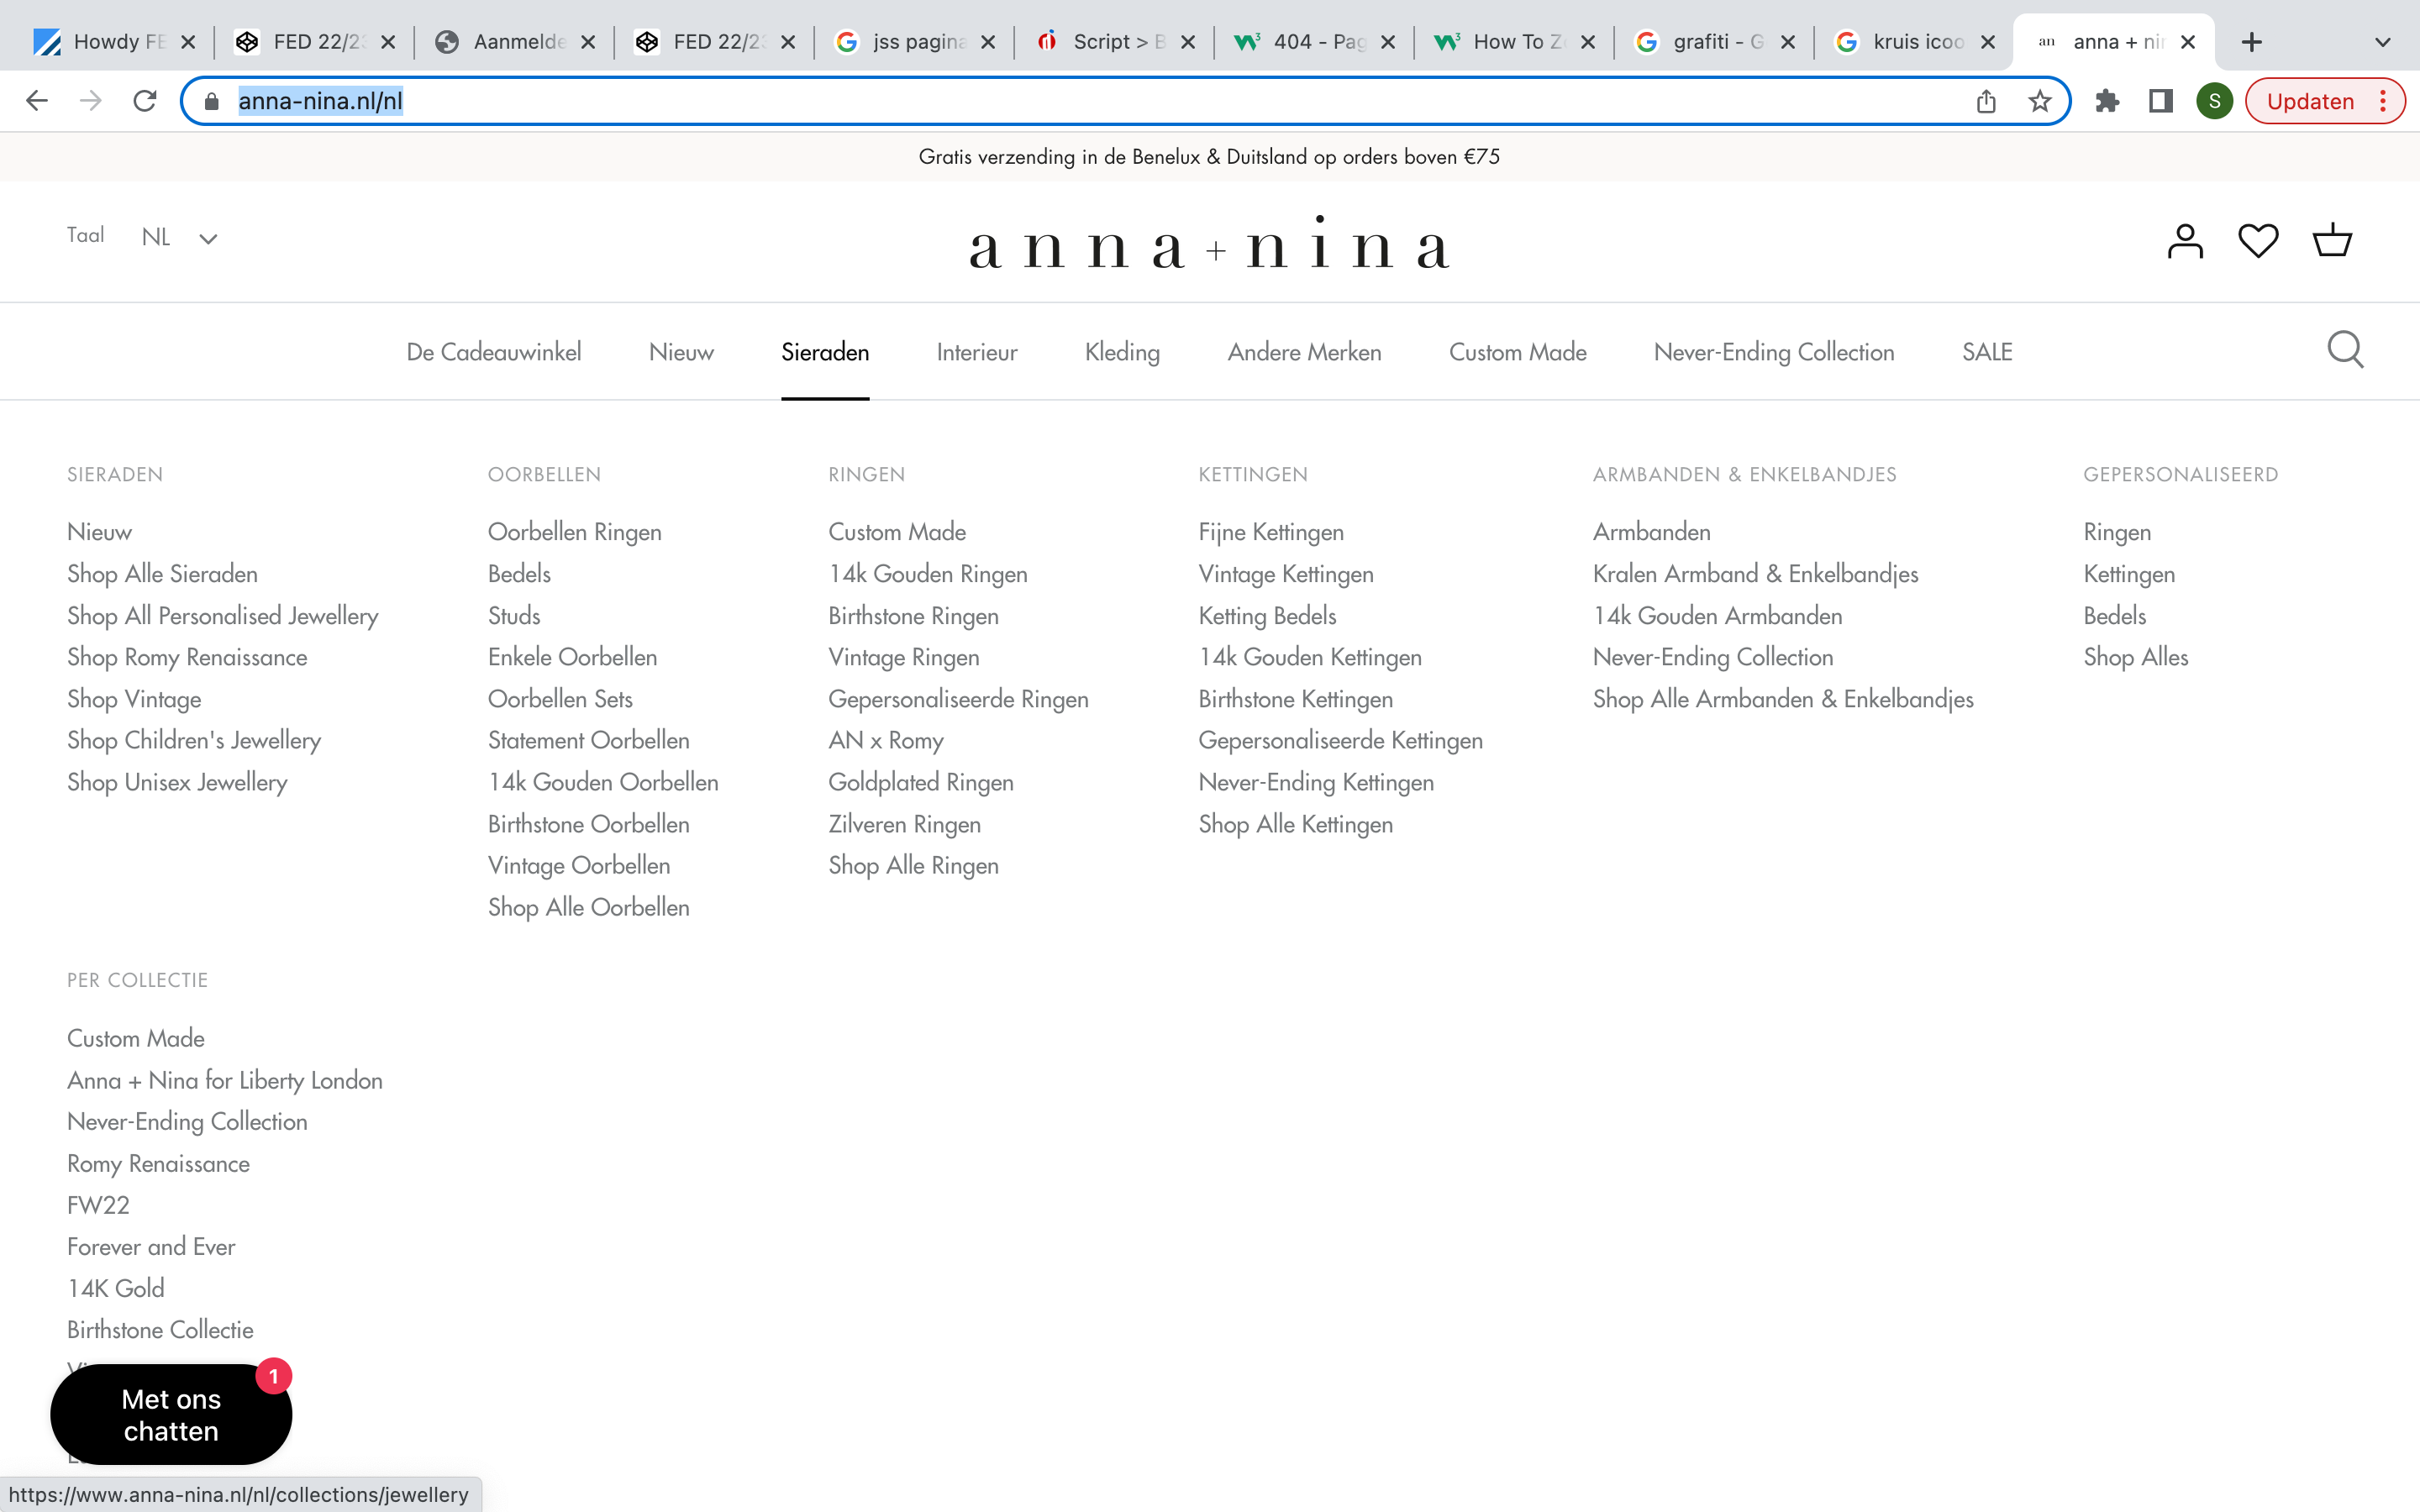 Howdy FE
FED 22/23
Aanmelde
FED 22/23
jss pagina
Script > B
404 - Pag
How To Zo
grafiti - G
kruis icoo
anna + nin
anna-nina.nl/nl
S
Updaten
Gratis verzending in de Benelux & Duitsland op orders boven €75
Taal NL
anna+nina
De Cadeauwinkel
Nieuw
Sieraden
Interieur
Kleding
Andere Merken
Custom Made
Never-Ending Collection
SALE
SIERADEN
Nieuw
Shop Alle Sieraden
Shop All Personalised Jewellery
Shop Romy Renaissance
Shop Vintage
Shop Children's Jewellery
Shop Unisex Jewellery
OORBELLEN
Oorbellen Ringen
Bedels
Studs
Enkele Oorbellen
Oorbellen Sets
Statement Oorbellen
14k Gouden Oorbellen
Birthstone Oorbellen
Vintage Oorbellen
Shop Alle Oorbellen
RINGEN
Custom Made
14k Gouden Ringen
Birthstone Ringen
Vintage Ringen
Gepersonaliseerde Ringen
AN x Romy
Goldplated Ringen
Zilveren Ringen
Shop Alle Ringen
KETTINGEN
Fijne Kettingen
Vintage Kettingen
Ketting Bedels
14k Gouden Kettingen
Birthstone Kettingen
Gepersonaliseerde Kettingen
Never-Ending Kettingen
Shop Alle Kettingen
ARMBANDEN & ENKELBANDJES
Armbanden
Kralen Armband & Enkelbandjes
14k Gouden Armbanden
Never-Ending Collection
Shop Alle Armbanden & Enkelbandjes
GEPERSONALISEERD
Ringen
Kettingen
Bedels
Shop Alles
PER COLLECTIE
Custom Made
Anna + Nina for Liberty London
Never-Ending Collection
Romy Renaissance
FW22
Forever and Ever
14K Gold
Birthstone Collectie
1
Met ons
chatten
https://www.anna-nina.nl/nl/collections/jewellery